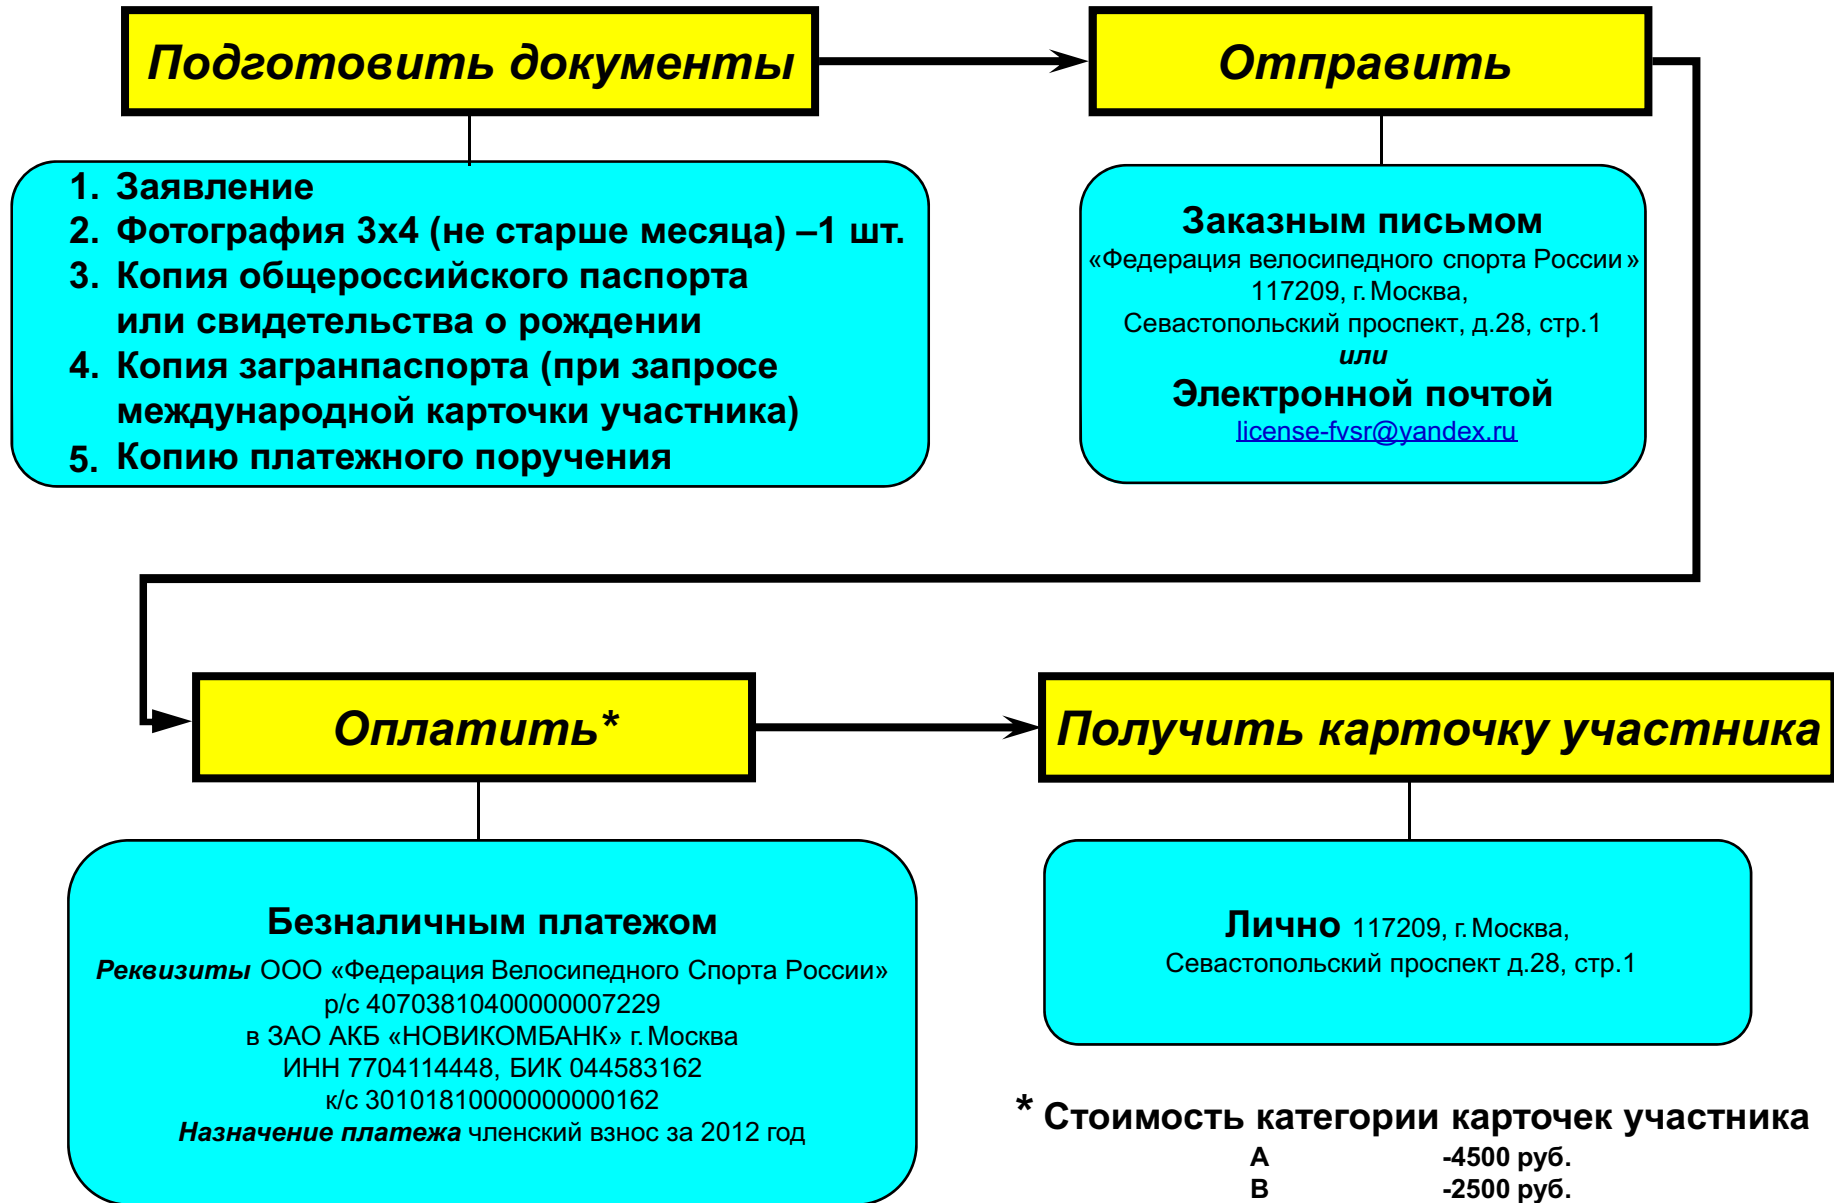 Подготовить документы
Отправить
1. Заявление
2. Фотография 3х4 (не старше месяца) –1 шт.
3. Копия общероссийского паспорта
или свидетельства о рождении
4. Копия загранпаспорта (при запросе
международной карточки участника)
5. Копию платежного поручения
Заказным письмом
«Федерация велосипедного спорта России»
117209, г. Москва,
Севастопольский проспект, д.28, стр.1
или
Электронной почтой
license-fvsr@yandex.ru
Оплатить*
Получить карточку участника
Безналичным платежом
Реквизиты ООО «Федерация Велосипедного Спорта России»
р/с 40703810400000007229
в ЗАО АКБ «НОВИКОМБАНК» г. Москва
ИНН 7704114448, БИК 044583162
к/с 30101810000000000162
Назначение платежа членский взнос за 2012 год
Лично 117209, г. Москва,
Севастопольский проспект д.28, стр.1
* Стоимость категории карточек участника
А -4500 руб.
В -2500 руб.